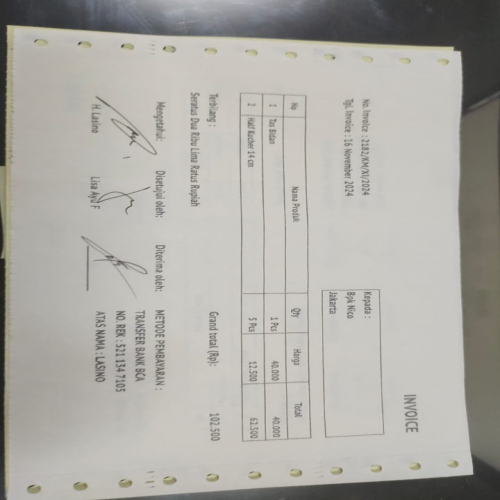 INVOICE
No. Invoice : 2182/KM/XI/2024
Tgl. Invoice : 16 November 2024
Kepada :
Bpk Nico
Jakarta
No Nama Produk Qty Harga Total
1 Tas Bidan 1 Pcs 40.000 40.000
2 Half Kocher 14 cm 5 Pcs 12.500 62.500
Grand total (Rp): 102.500
Terbilang :
Seratus Dua Ribu Lima Ratus Rupiah
Mengetahui: Disetujui oleh: Diterima oleh: METODE PEMBAYARAN :
TRANSFER BANK BCA
NO. REK : 521 134 7105
H. Lasino Lisa Ayu F ATAS NAMA : LASINO